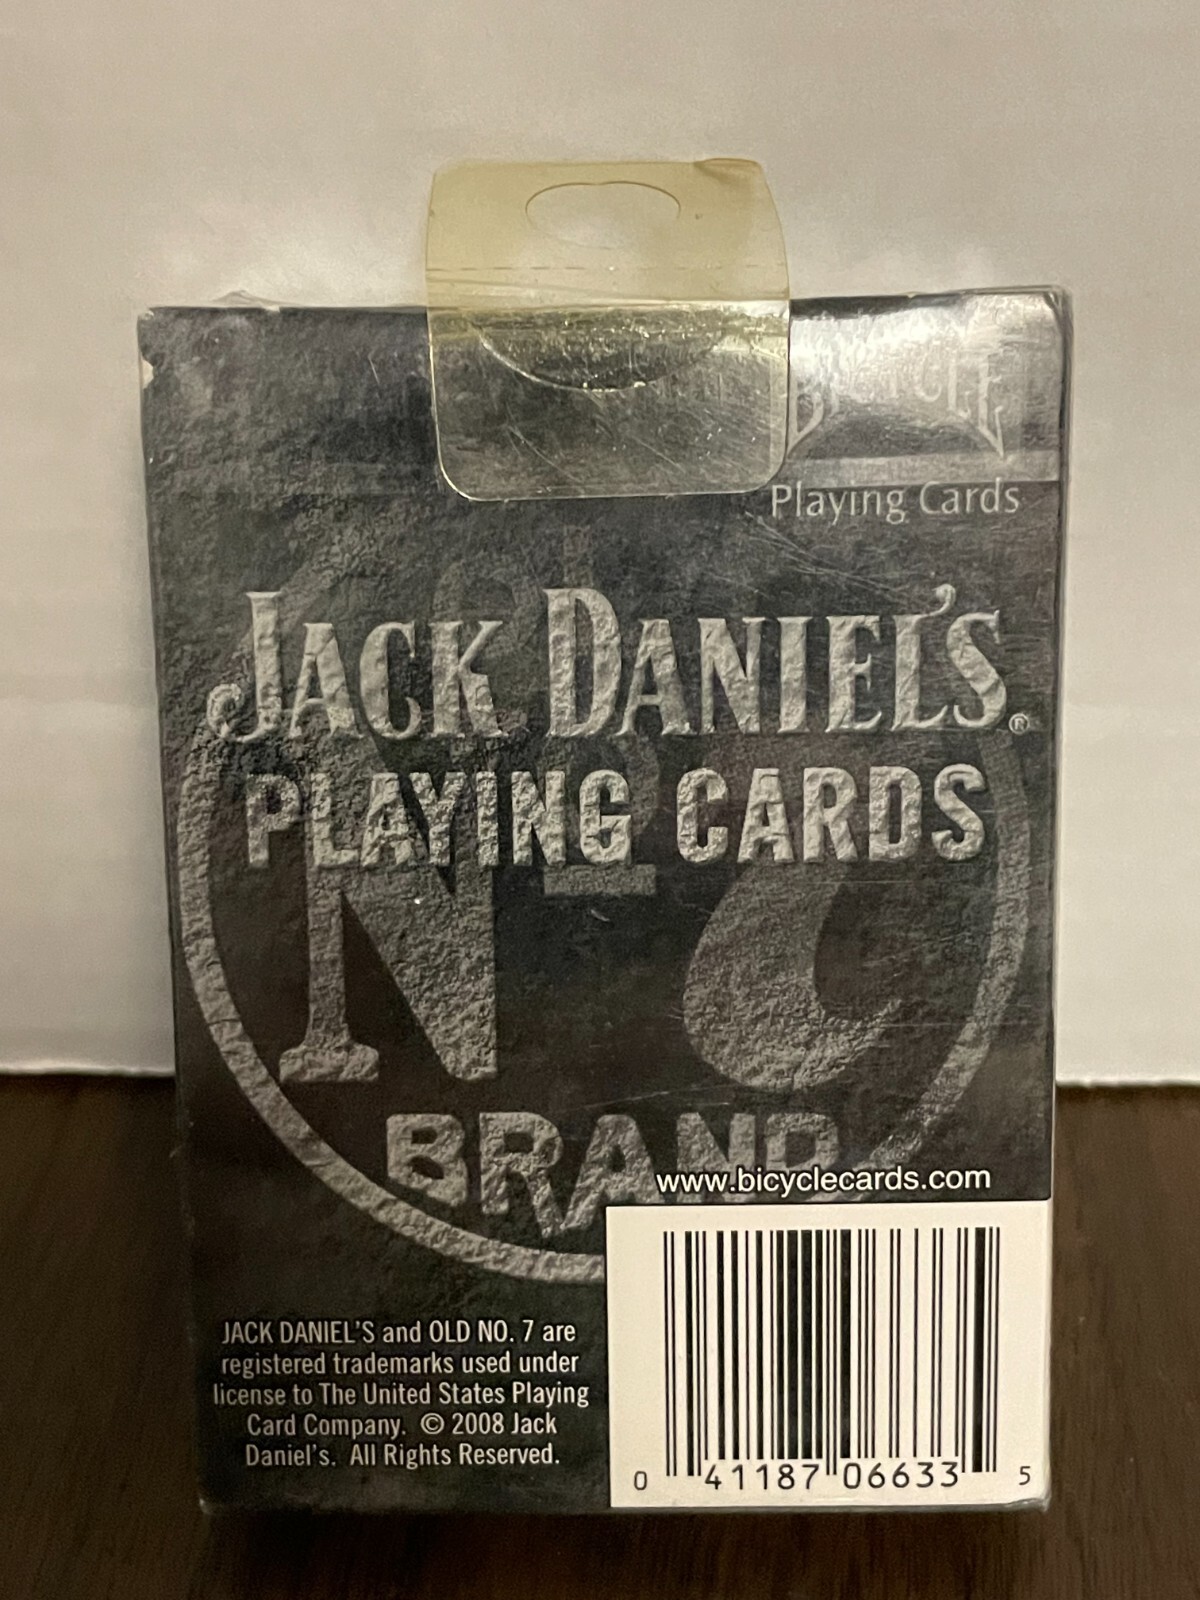 BICYCLE
Playing Cards
JACK DANIEL'S®
PLAYING CARDS
No
BRAND
www.bicyclecards.com
JACK DANIEL'S and OLD NO. 7 are
registered trademarks used under
license to The United States Playing
Card Company. © 2008 Jack
Daniel's. All Rights Reserved.
0 41187 06633 5